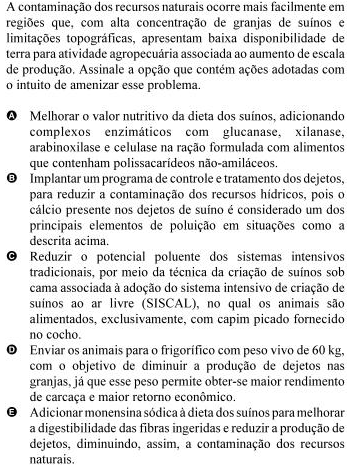 A contaminação dos recursos naturais ocorre mais facilmente em
regiões que, com alta concentração de granjas de suínos e
limitações topográficas, apresentam baixa disponibilidade de
terra para atividade agropecuária associada ao aumento de escala
de produção. Assinale a opção que contém ações adotadas com
o intuito de amenizar esse problema.
A Melhorar o valor nutritivo da dieta dos suínos, adicionando
complexos enzimáticos com glucanase, xilanase,
arabinoxilase e celulase na ração formulada com alimentos
que contenham polissacarídeos não-amiláceos.
B Implantar um programa de controle e tratamento dos dejetos,
para reduzir a contaminação dos recursos hídricos, pois o
cálcio presente nos dejetos de suíno é considerado um dos
principais elementos de poluição em situações como a
descrita acima.
C Reduzir o potencial poluente dos sistemas intensivos
tradicionais, por meio da técnica da criação de suínos sob
cama associada à adoção do sistema intensivo de criação de
suínos ao ar livre (SISCAL), no qual os animais são
alimentados, exclusivamente, com capim picado fornecido
no cocho.
D Enviar os animais para o frigorífico com peso vivo de 60 kg,
com o objetivo de diminuir a produção de dejetos nas
granjas, já que esse peso permite obter-se maior rendimento
de carcaça e maior retorno econômico.
E Adicionar monensina sódica à dieta dos suínos para melhorar
a digestibilidade das fibras ingeridas e reduzir a produção de
dejetos, diminuindo, assim, a contaminação dos recursos
naturais.